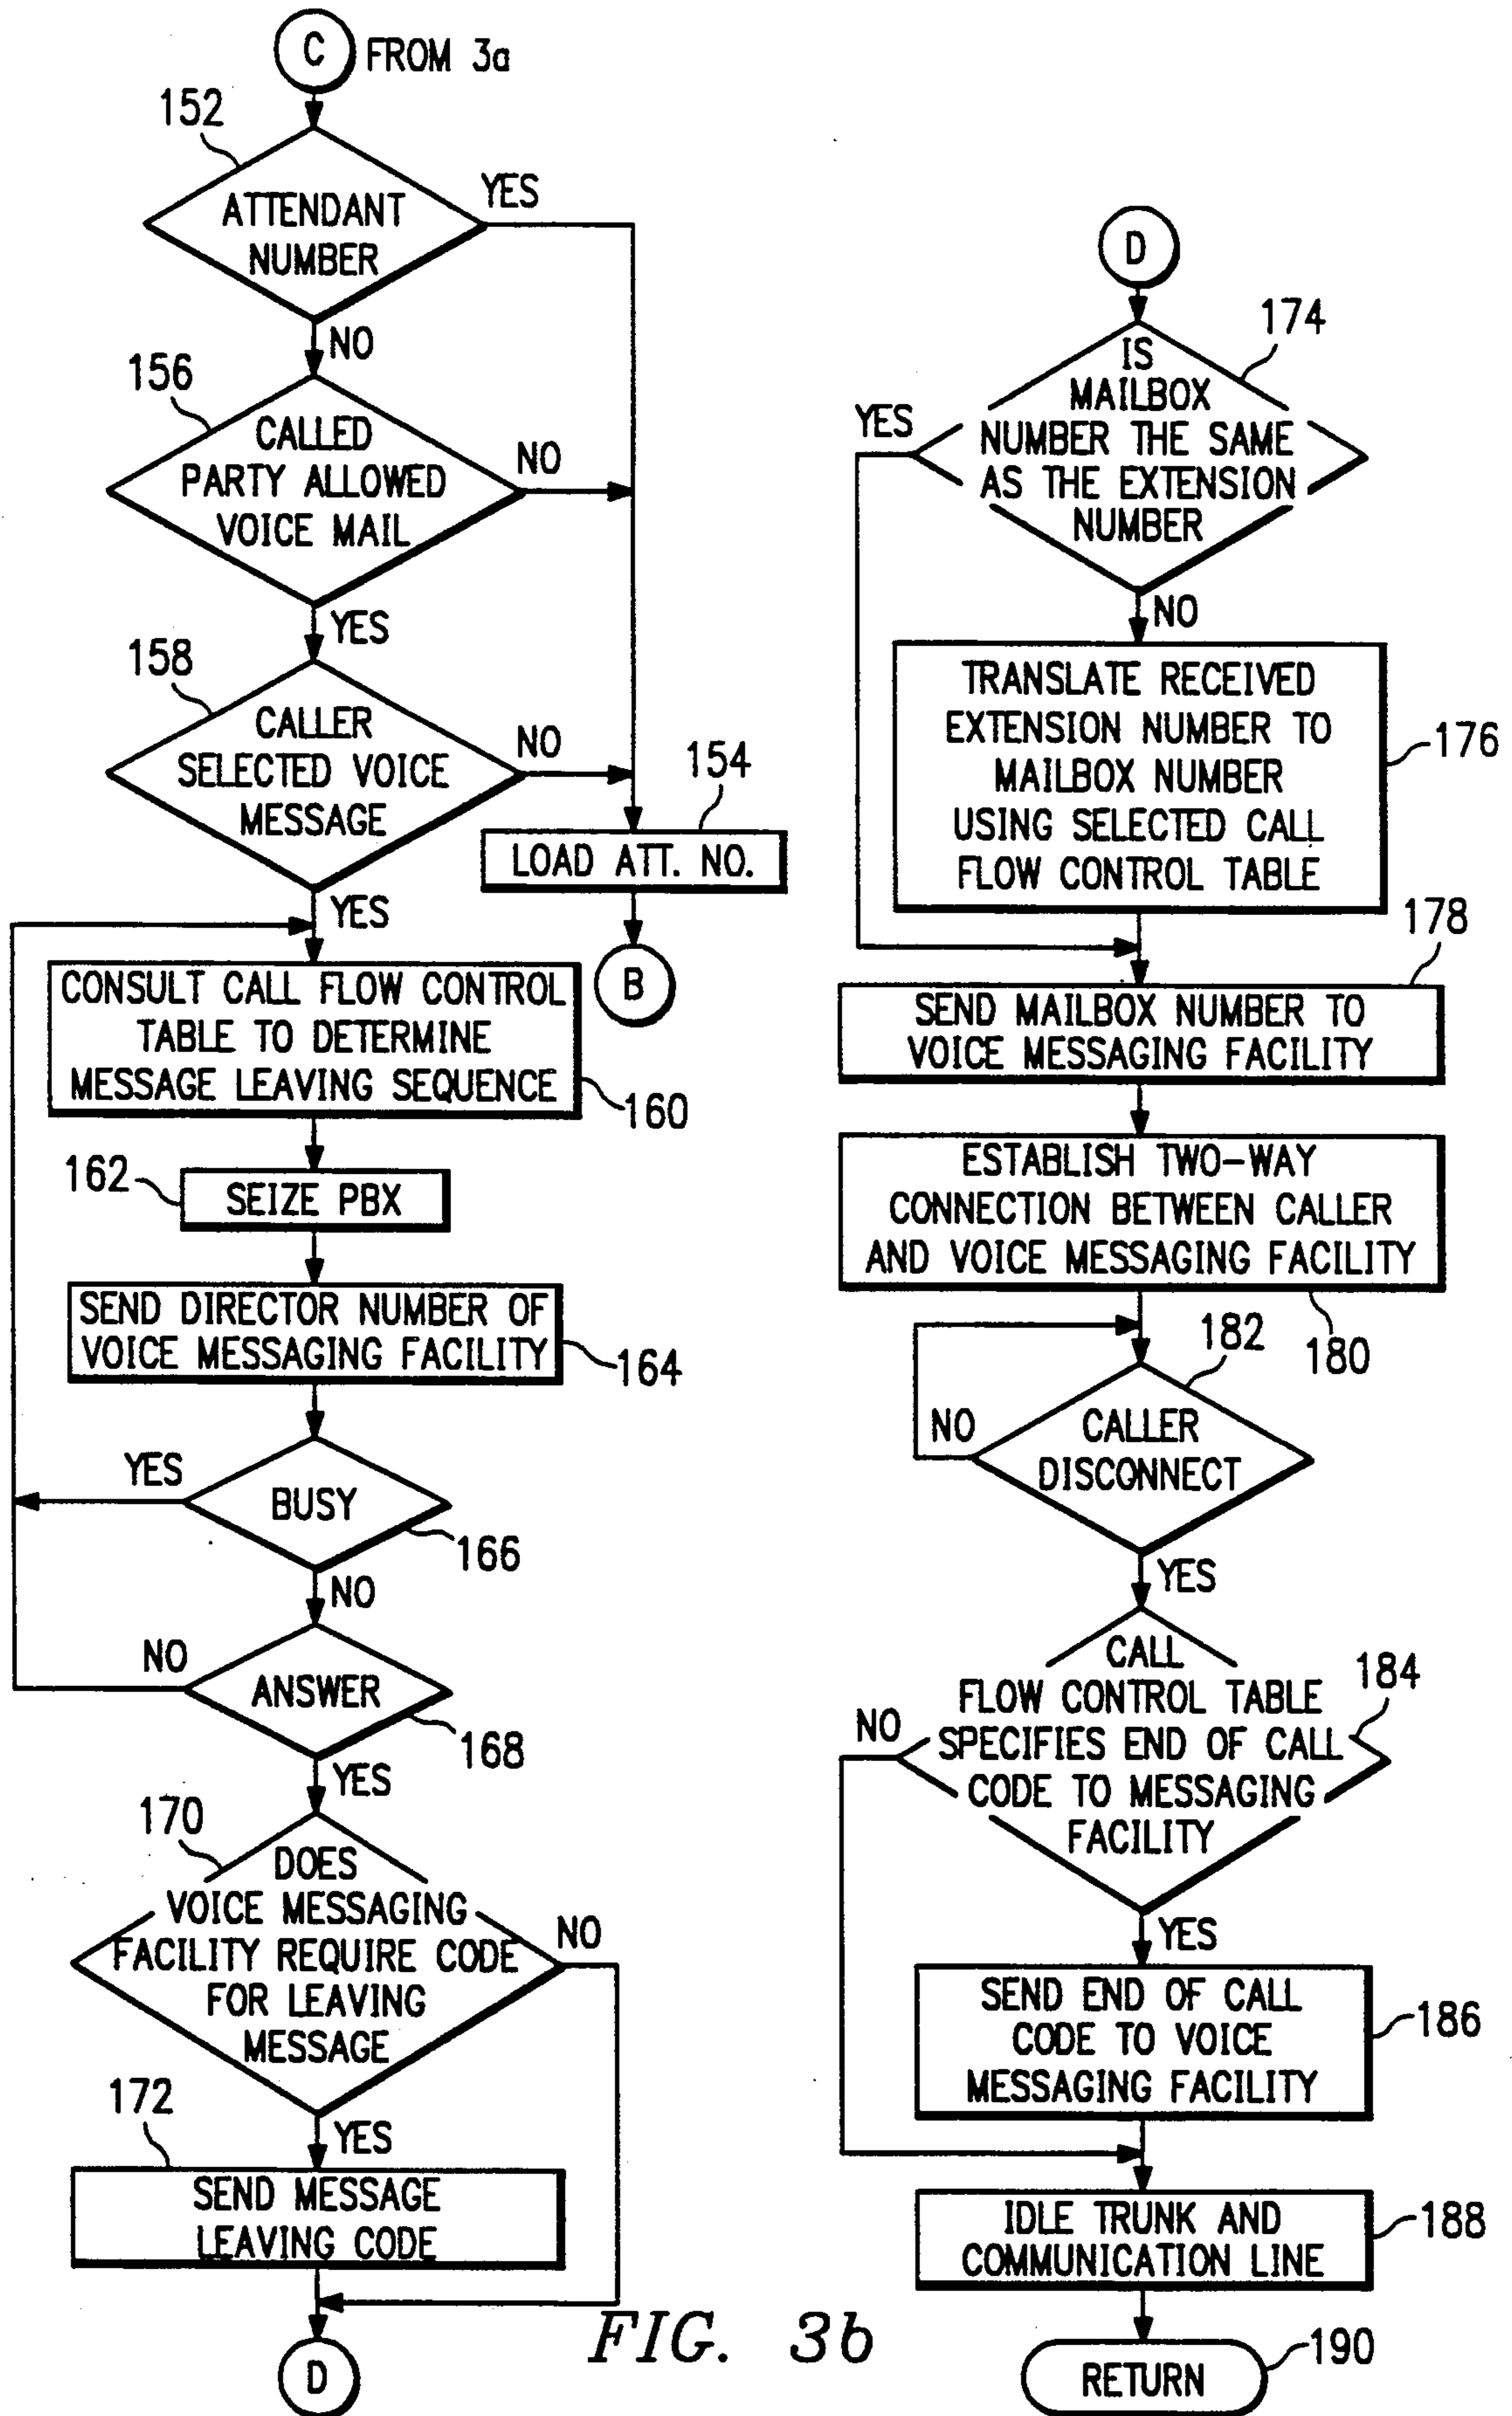 C FROM 3a
152
ATTENDANT
NUMBER
YES
NO
156
CALLED
PARTY ALLOWED
VOICE MAIL
NO
YES
158
CALLER
SELECTED VOICE
MESSAGE
NO
YES
154
LOAD ATT. NO.
B
CONSULT CALL FLOW CONTROL
TABLE TO DETERMINE
MESSAGE LEAVING SEQUENCE
160
162
SEIZE PBX
SEND DIRECTOR NUMBER OF
VOICE MESSAGING FACILITY
164
YES
BUSY
166
NO
NO
ANSWER
168
YES
170
DOES
VOICE MESSAGING
FACILITY REQUIRE CODE
FOR LEAVING
MESSAGE
NO
YES
172
SEND MESSAGE
LEAVING CODE
D
D
174
IS
MAILBOX
NUMBER THE SAME
AS THE EXTENSION
NUMBER
YES
NO
TRANSLATE RECEIVED
EXTENSION NUMBER TO
MAILBOX NUMBER
USING SELECTED CALL
FLOW CONTROL TABLE
176
178
SEND MAILBOX NUMBER TO
VOICE MESSAGING FACILITY
ESTABLISH TWO-WAY
CONNECTION BETWEEN CALLER
AND VOICE MESSAGING FACILITY
180
182
NO
CALLER
DISCONNECT
YES
CALL
FLOW CONTROL TABLE
SPECIFIES END OF CALL
CODE TO MESSAGING
FACILITY
184
NO
YES
SEND END OF CALL
CODE TO VOICE
MESSAGING FACILITY
186
IDLE TRUNK AND
COMMUNICATION LINE
188
RETURN
190
FIG. 3b